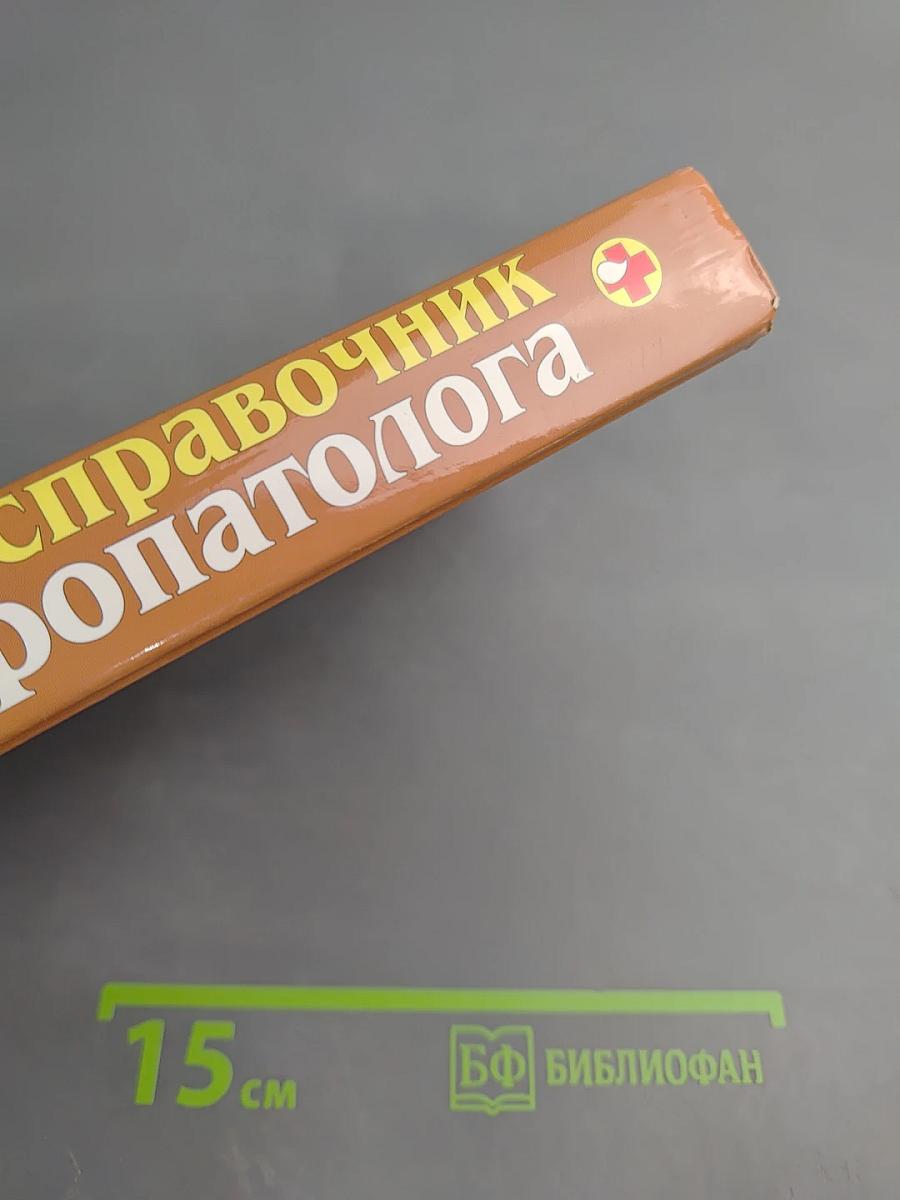 справочник
ропатолога
15 см
БФ БИБЛИОФАН